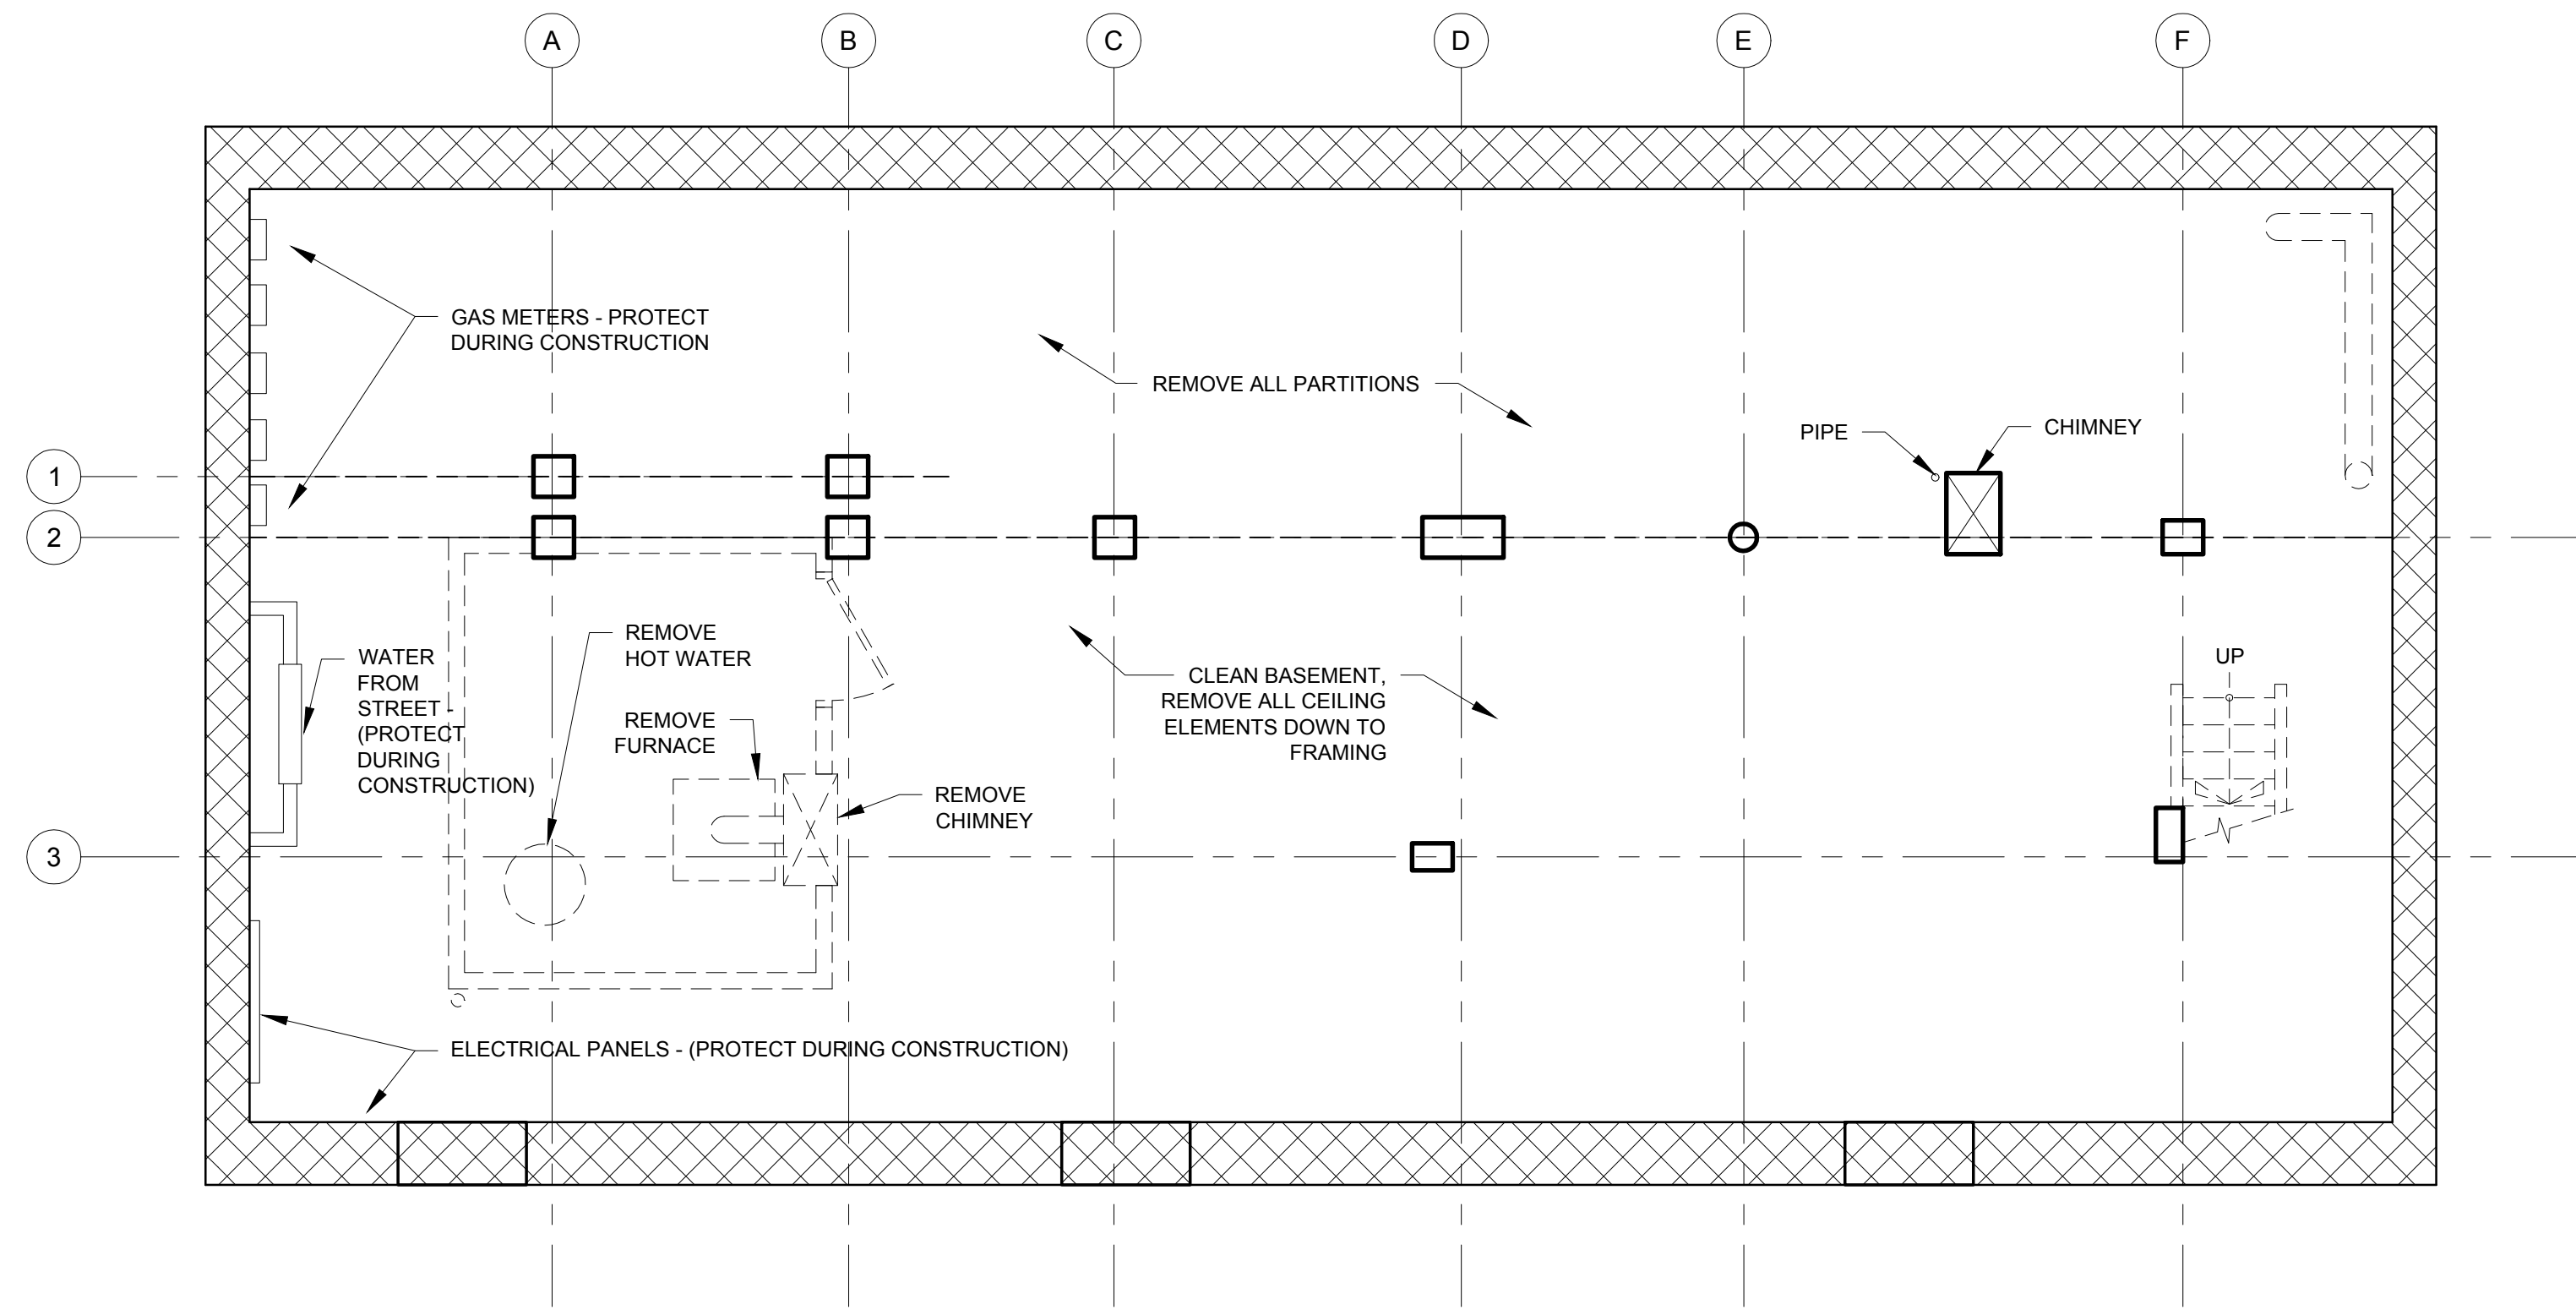 A
B
C
D
E
F
GAS METERS - PROTECT
DURING CONSTRUCTION
REMOVE ALL PARTITIONS
PIPE
CHIMNEY
1
2
REMOVE
HOT WATER
WATER
FROM
STREET -
(PROTECT
DURING
CONSTRUCTION)
REMOVE
FURNACE
CLEAN BASEMENT,
REMOVE ALL CEILING
ELEMENTS DOWN TO
FRAMING
UP
REMOVE
CHIMNEY
3
ELECTRICAL PANELS - (PROTECT DURING CONSTRUCTION)